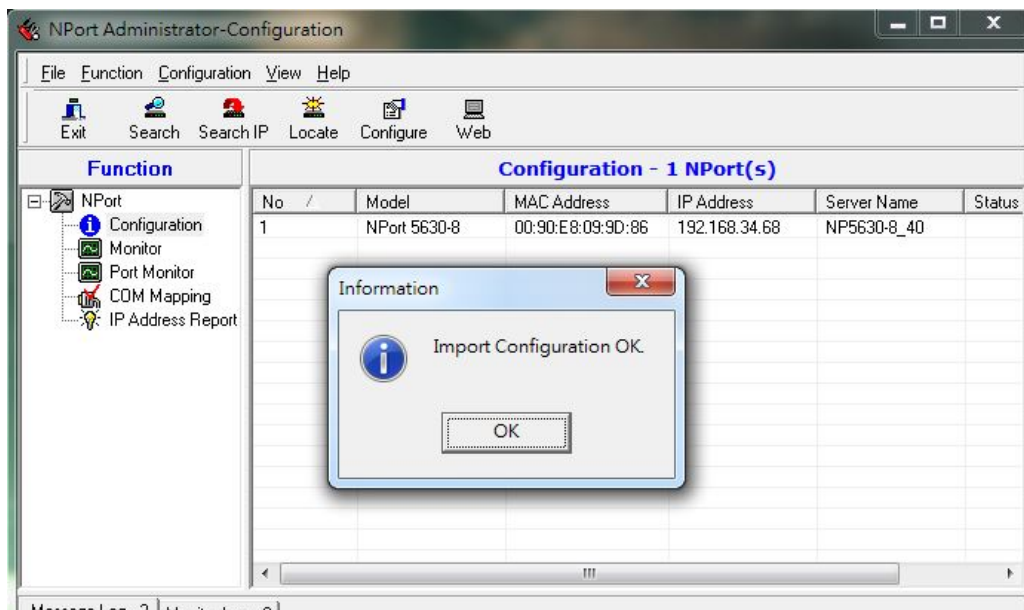 NPort Administrator-Configuration
File Function Configuration View Help
Exit Search Search IP Locate Configure Web
Function
Configuration - 1 NPort(s)
NPort
Configuration
Monitor
Port Monitor
COM Mapping
IP Address Report
No / Model MAC Address IP Address Server Name Status
1 NPort 5630-8 00:90:E8:09:9D:86 192.168.34.68 NP5630-8_40
Information
Import Configuration OK.
OK